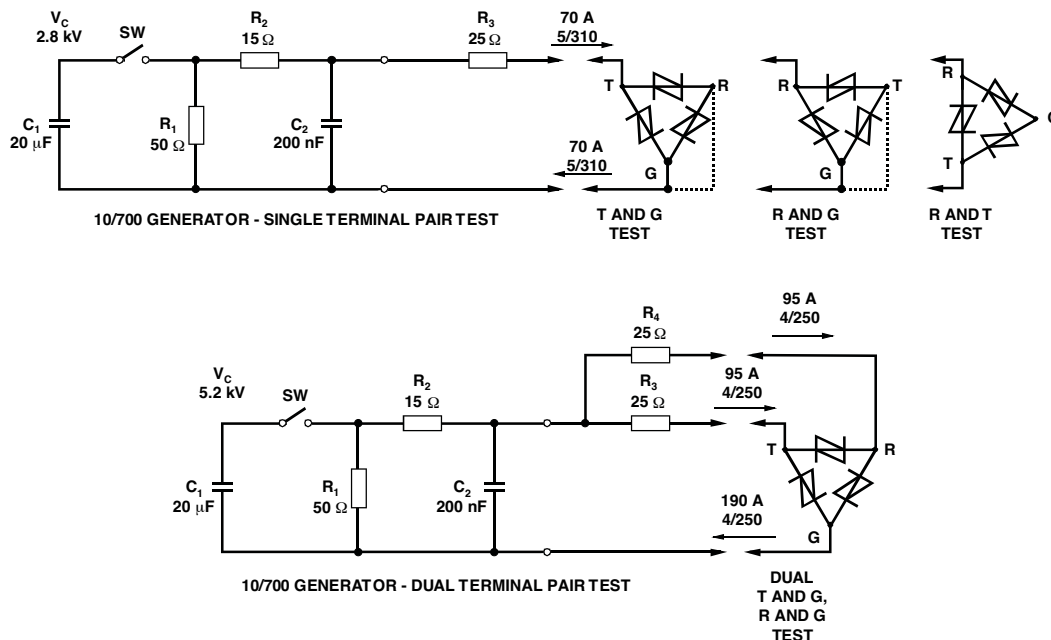 V_C
2.8 kV
SW
R₂
15 Ω
R₃
25 Ω
70 A
5/310
C₁
20 μF
R₁
50 Ω
C₂
200 nF
70 A
5/310
T
R
G
R
T
G
R
T
10/700 GENERATOR - SINGLE TERMINAL PAIR TEST
T AND G
TEST
R AND G
TEST
R AND T
TEST
V_C
5.2 kV
SW
R₂
15 Ω
R₄
25 Ω
R₃
25 Ω
95 A
4/250
95 A
4/250
C₁
20 μF
R₁
50 Ω
C₂
200 nF
190 A
4/250
T
R
G
10/700 GENERATOR - DUAL TERMINAL PAIR TEST
DUAL
T AND G,
R AND G
TEST